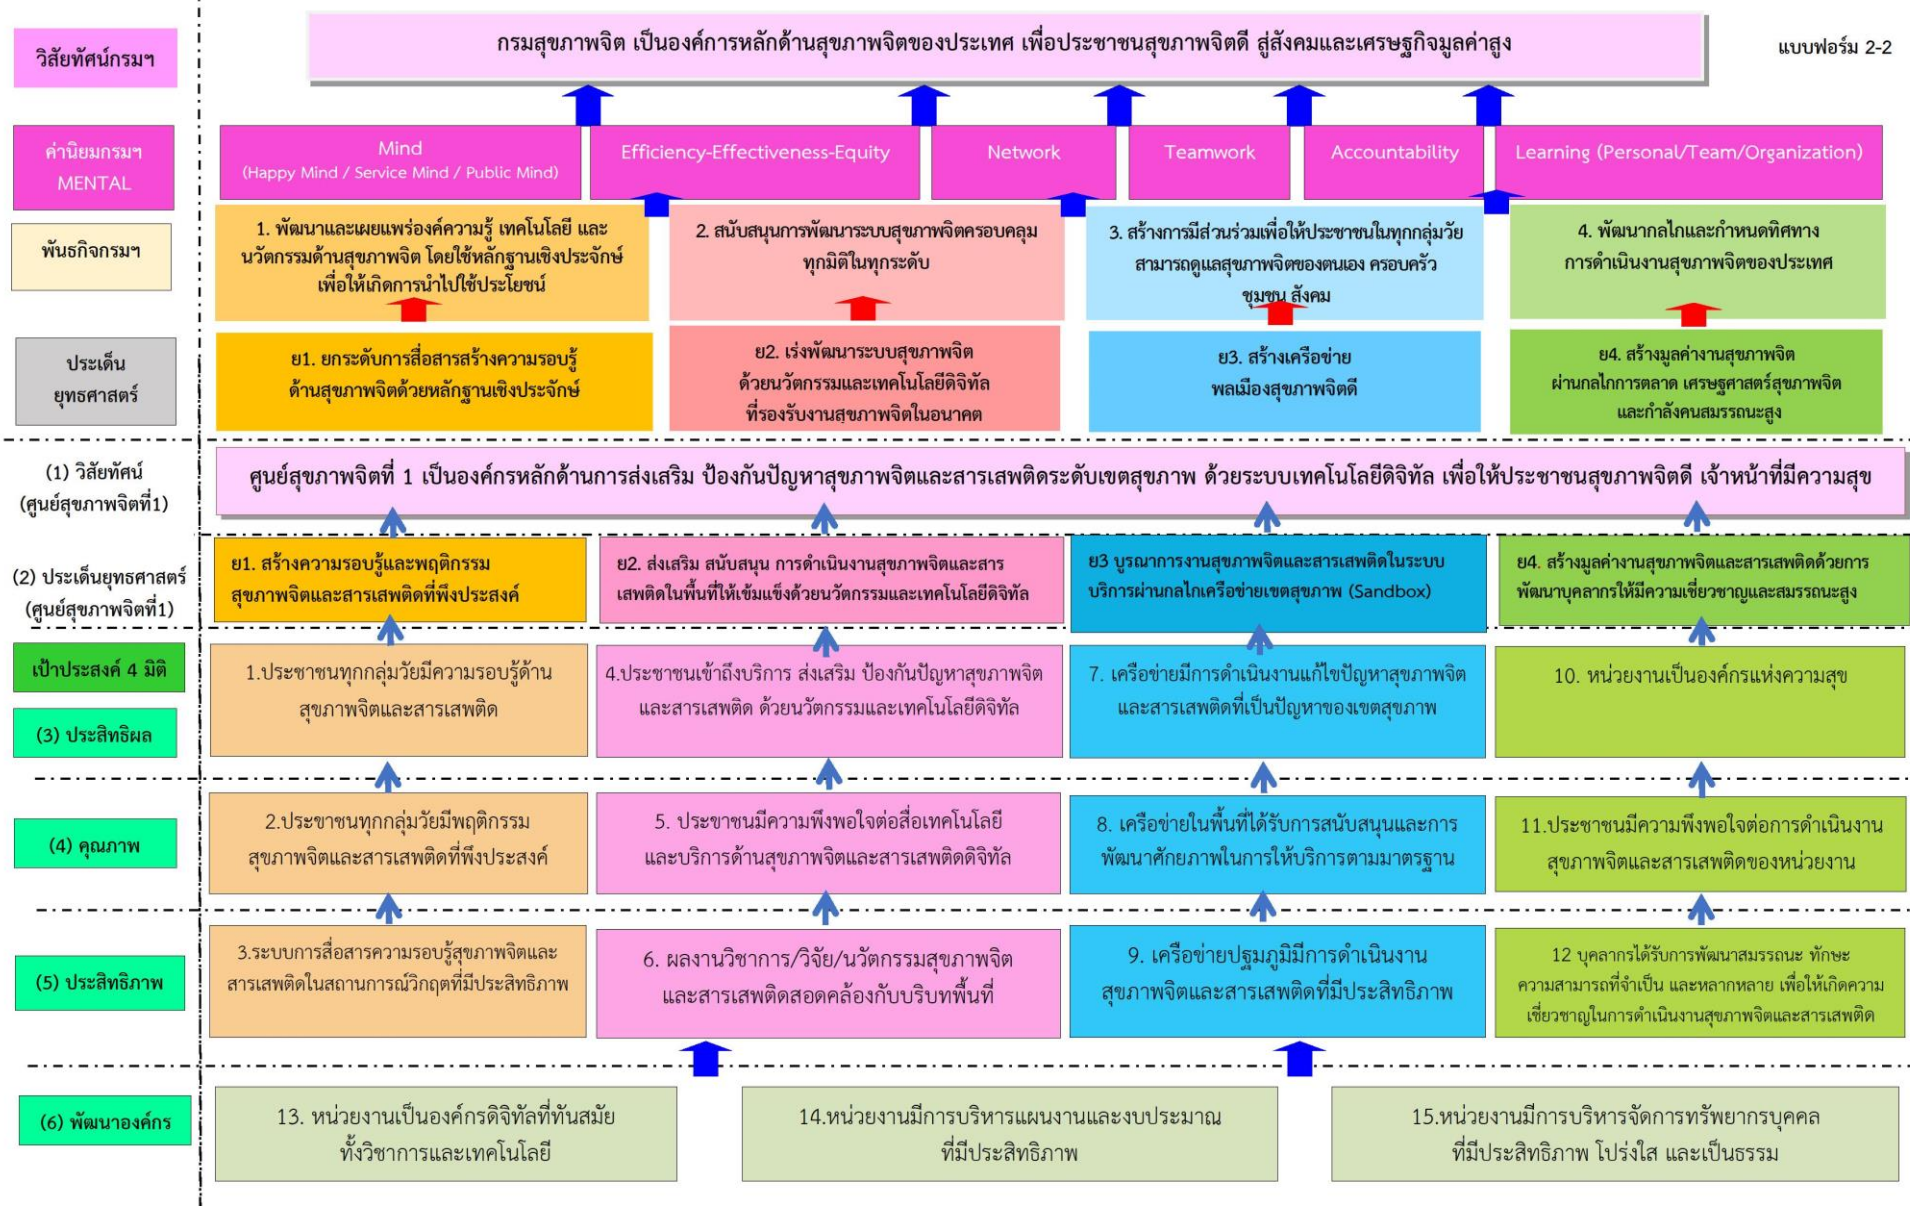 วิสัยทัศน์กรมฯ
กรมสุขภาพจิต เป็นองค์การหลักด้านสุขภาพจิตของประเทศ เพื่อประชาชนสุขภาพจิตดี สู่สังคมและเศรษฐกิจมูลค่าสูง
แบบฟอร์ม 2-2
ค่านิยมกรมฯ
MENTAL
Mind
(Happy Mind / Service Mind / Public Mind)
Efficiency-Effectiveness-Equity
Network
Teamwork
Accountability
Learning (Personal/Team/Organization)
พันธกิจกรมฯ
1. พัฒนาและเผยแพร่องค์ความรู้ เทคโนโลยี และ
นวัตกรรมด้านสุขภาพจิต โดยใช้หลักฐานเชิงประจักษ์
เพื่อให้เกิดการนำไปใช้ประโยชน์
2. สนับสนุนการพัฒนาระบบสุขภาพจิตครอบคลุม
ทุกมิติในทุกระดับ
3. สร้างการมีส่วนร่วมเพื่อให้ประชาชนในทุกกลุ่มวัย
สามารถดูแลสุขภาพจิตของตนเอง ครอบครัว
ชุมชน สังคม
4. พัฒนากลไกและกำหนดทิศทาง
การดำเนินงานสุขภาพจิตของประเทศ
ประเด็น
ยุทธศาสตร์
ย1. ยกระดับการสื่อสารสร้างความรอบรู้
ด้านสุขภาพจิตด้วยหลักฐานเชิงประจักษ์
ย2. เร่งพัฒนาระบบสุขภาพจิต
ด้วยนวัตกรรมและเทคโนโลยีดิจิทัล
ที่รองรับงานสุขภาพจิตในอนาคต
ย3. สร้างเครือข่าย
พลเมืองสุขภาพจิตดี
ย4. สร้างมูลค่างานสุขภาพจิต
ผ่านกลไกการตลาด เศรษฐศาสตร์สุขภาพจิต
และกำลังคนสมรรถนะสูง
(1) วิสัยทัศน์
(ศูนย์สุขภาพจิตที่1)
ศูนย์สุขภาพจิตที่ 1 เป็นองค์กรหลักด้านการส่งเสริม ป้องกันปัญหาสุขภาพจิตและสารเสพติดระดับเขตสุขภาพ ด้วยระบบเทคโนโลยีดิจิทัล เพื่อให้ประชาชนสุขภาพจิตดี เจ้าหน้าที่มีความสุข
(2) ประเด็นยุทธศาสตร์
(ศูนย์สุขภาพจิตที่1)
ย1. สร้างความรอบรู้และพฤติกรรม
สุขภาพจิตและสารเสพติดที่พึงประสงค์
ย2. ส่งเสริม สนับสนุน การดำเนินงานสุขภาพจิตและสาร
เสพติดในพื้นที่ให้เข้มแข็งด้วยนวัตกรรมและเทคโนโลยีดิจิทัล
ย3 บูรณาการงานสุขภาพจิตและสารเสพติดในระบบ
บริการผ่านกลไกเครือข่ายเขตสุขภาพ (Sandbox)
ย4. สร้างมูลค่างานสุขภาพจิตและสารเสพติดด้วยการ
พัฒนาบุคลากรให้มีความเชี่ยวชาญและสมรรถนะสูง
เป้าประสงค์ 4 มิติ
(3) ประสิทธิผล
1.ประชาชนทุกกลุ่มวัยมีความรอบรู้ด้าน
สุขภาพจิตและสารเสพติด
4.ประชาชนเข้าถึงบริการ ส่งเสริม ป้องกันปัญหาสุขภาพจิต
และสารเสพติด ด้วยนวัตกรรมและเทคโนโลยีดิจิทัล
7. เครือข่ายมีการดำเนินงานแก้ไขปัญหาสุขภาพจิต
และสารเสพติดที่เป็นปัญหาของเขตสุขภาพ
10. หน่วยงานเป็นองค์กรแห่งความสุข
(4) คุณภาพ
2.ประขาชนทุกกลุ่มวัยมีพฤติกรรม
สุขภาพจิตและสารเสพติดที่พึงประสงค์
5. ประขาชนมีความพึงพอใจต่อสื่อเทคโนโลยี
และบริการด้านสุขภาพจิตและสารเสพติดดิจิทัล
8. เครือข่ายในพื้นที่ได้รับการสนับสนุนและการ
พัฒนาศักยภาพในการให้บริการตามมาตรฐาน
11.ประชาชนมีความพึงพอใจต่อการดำเนินงาน
สุขภาพจิตและสารเสพติดของหน่วยงาน
(5) ประสิทธิภาพ
3.ระบบการสื่อสารความรอบรู้สุขภาพจิตและ
สารเสพติดในสถานการณ์วิกฤตที่มีประสิทธิภาพ
6. ผลงานวิชาการ/วิจัย/นวัตกรรมสุขภาพจิต
และสารเสพติดสอดคล้องกับบริบทพื้นที่
9. เครือข่ายปฐมภูมิมีการดำเนินงาน
สุขภาพจิตและสารเสพติดที่มีประสิทธิภาพ
12 บุคลากรได้รับการพัฒนาสมรรถนะ ทักษะ
ความสามารถที่จำเป็น และหลากหลาย เพื่อให้เกิดความ
เชี่ยวชาญในการดำเนินงานสุขภาพจิตและสารเสพติด
(6) พัฒนาองค์กร
13. หน่วยงานเป็นองค์กรดิจิทัลที่ทันสมัย
ทั้งวิชาการและเทคโนโลยี
14.หน่วยงานมีการบริหารแผนงานและงบประมาณ
ที่มีประสิทธิภาพ
15.หน่วยงานมีการบริหารจัดการทรัพยากรบุคคล
ที่มีประสิทธิภาพ โปร่งใส และเป็นธรรม